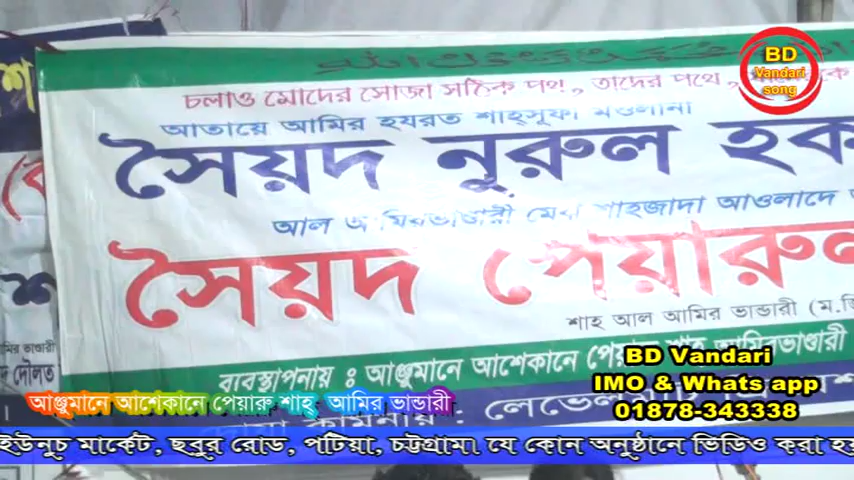 BD
Vandari
song
চলাও মোদের সোজা সঠিক পথ!, তাদের পথে,
আতায়ে আমির হযরত শাহ্সূফী মওলানা
সৈয়দ নূরুল হক
আল আমিরভাণ্ডারী মেঝ শাহজাদা আওলাদে
সৈয়দ পেয়ারুল
শাহ আল আমির ভান্ডারী (ম.জি
ব্যবস্থাপনায় ঃ আঞ্জুমানে আশেকানে পেয়ারু শাহ্ আমিরভাণ্ডারী
BD Vandari
IMO & Whats app
01878-343338
আঞ্জুমানে আশেকানে পেয়ারু শাহ্ আমির ভান্ডারী
ইউনুচ মার্কেট, ছবুর রোড, পটিয়া, চট্টগ্রাম। যে কোন অনুষ্ঠানে ভিডিও করা হয়